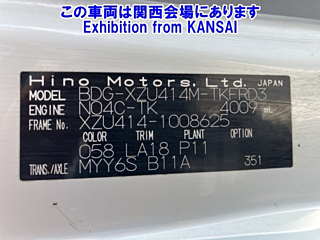 この車両は関西会場にあります
Exhibition from KANSAI
Hino Motors, Ltd. JAPAN
MODEL BDG-XZU414M-TKFRD3
ENGINE N04C-TK 4009 mL
FRAME NO. XZU414-1008625
COLOR TRIM PLANT GVW
058 LA18 P11
TRANS./AXLE MYY6S B11A 351